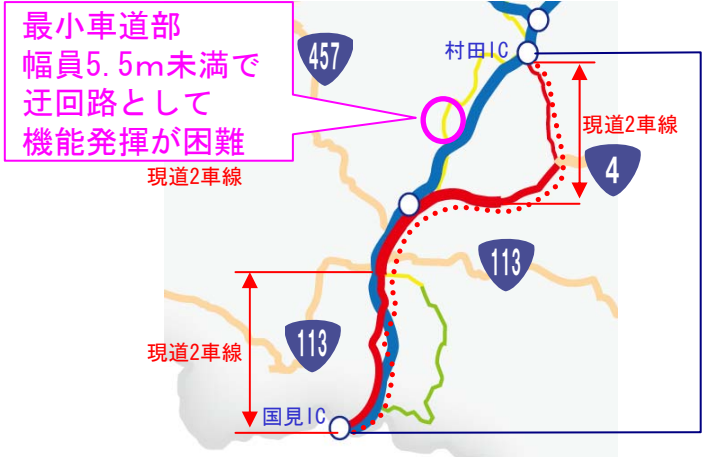 最小車道部
幅員5.5m未満で
迂回路として
機能発揮が困難
457
村田IC
現道2車線
4
現道2車線
113
113
現道2車線
国見IC